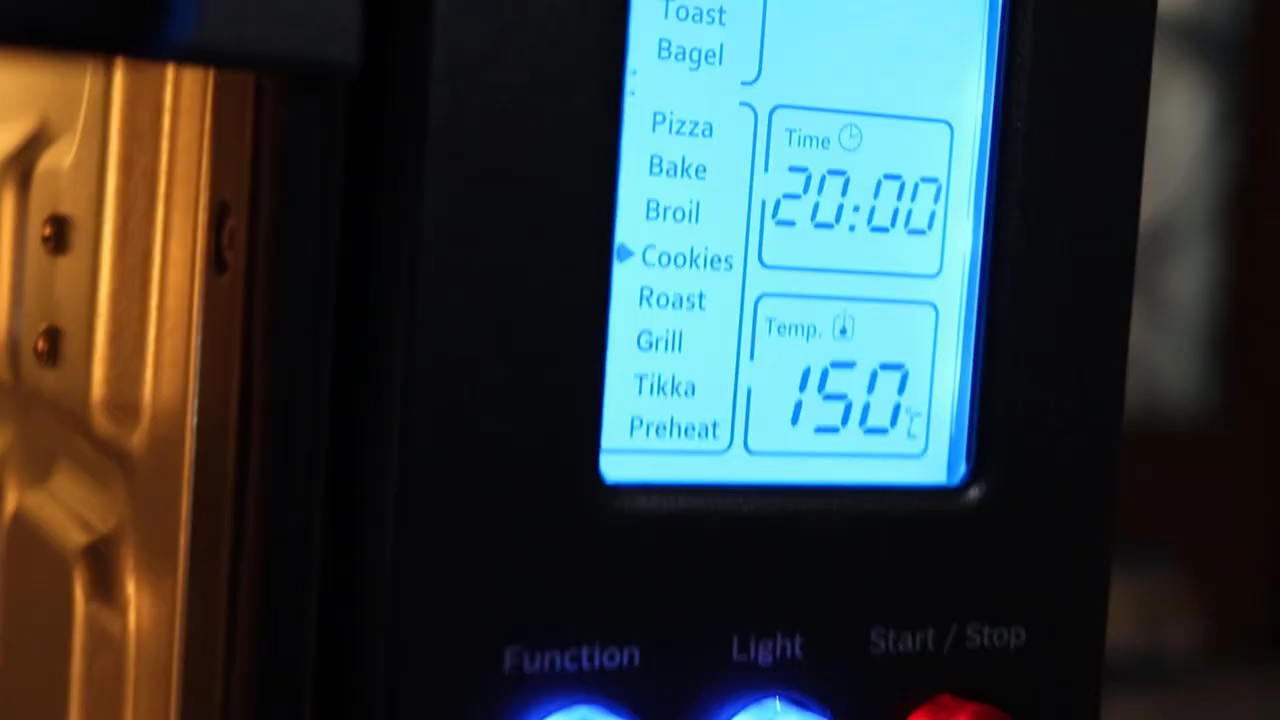 Toast
Bagel
Pizza
Bake
Broil
Cookies
Roast
Grill
Tikka
Preheat
Time
20:00
Temp.
150°C
Function
Light
Start / Stop